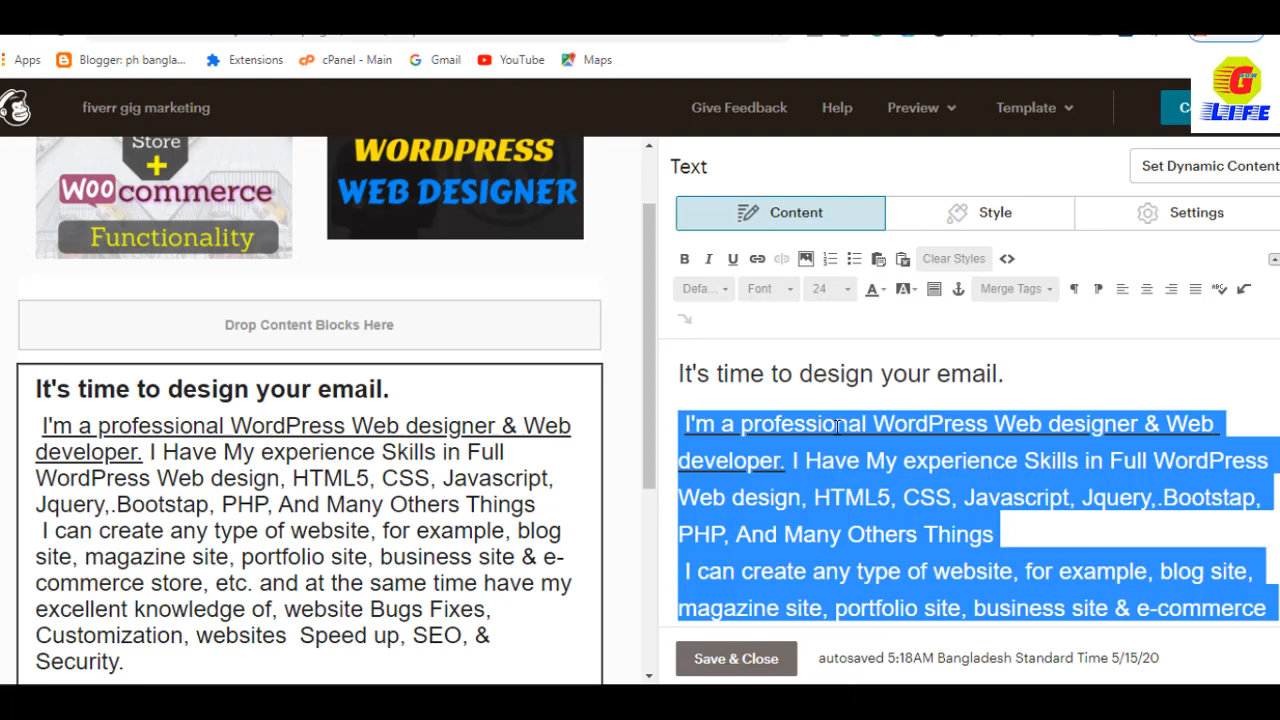 Apps
Blogger: ph bangla...
Extensions
cPanel - Main
Gmail
YouTube
Maps
G
LIFE
fiverr gig marketing
Give Feedback
Help
Preview
Template
Store
+
WOOcommerce
Functionality
WORDPRESS
WEB DESIGNER
Drop Content Blocks Here
It's time to design your email.
I'm a professional WordPress Web designer & Web
developer. I Have My experience Skills in Full
WordPress Web design, HTML5, CSS, Javascript,
Jquery,.Bootstap, PHP, And Many Others Things
I can create any type of website, for example, blog
site, magazine site, portfolio site, business site & e-
commerce store, etc. and at the same time have my
excellent knowledge of, website Bugs Fixes,
Customization, websites  Speed up, SEO, &
Security.
Text
Set Dynamic Content
Content
Style
Settings
B I U Clear Styles <>
Defa... Font 24 A A Merge Tags
It's time to design your email.
I'm a professional WordPress Web designer & Web
developer. I Have My experience Skills in Full WordPress
Web design, HTML5, CSS, Javascript, Jquery,.Bootstap,
PHP, And Many Others Things
I can create any type of website, for example, blog site,
magazine site, portfolio site, business site & e-commerce
Save & Close
autosaved 5:18AM Bangladesh Standard Time 5/15/20